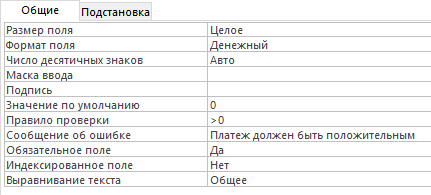 Общие Подстановка
Размер поля Целое
Формат поля Денежный
Число десятичных знаков Авто
Маска ввода
Подпись
Значение по умолчанию 0
Правило проверки >0
Сообщение об ошибке Платеж должен быть положительным
Обязательное поле Да
Индексированное поле Нет
Выравнивание текста Общее